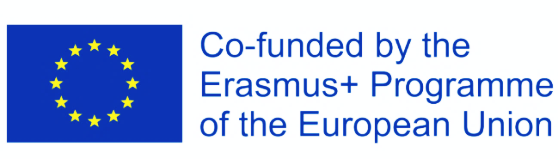 Co-funded by the
Erasmus+ Programme
of the European Union